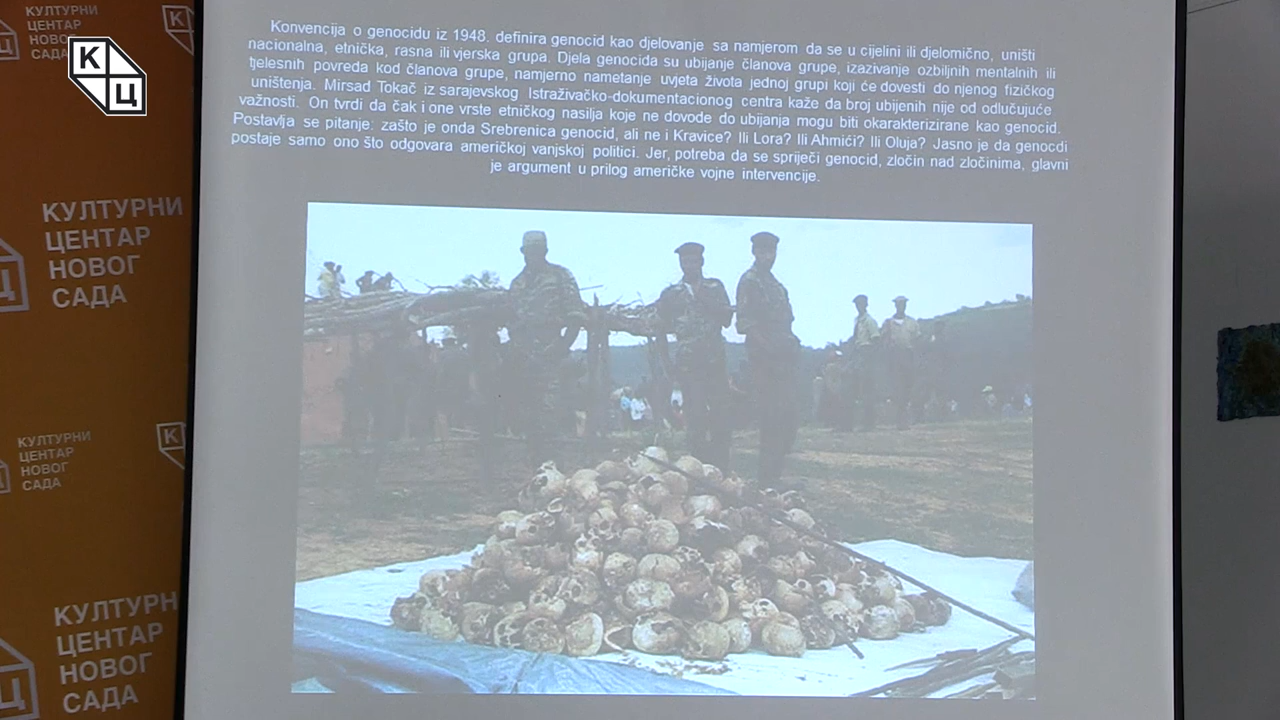 КУЛТУРНИ
ЦЕНТАР
НОВОГ
САДА
К
Ц
К
Konvencija o genocidu iz 1948. definira genocid kao djelovanje sa namjerom da se u cijelini ili djelomično, uništi
nacionalna, etnička, rasna ili vjerska grupa. Djela genocida su ubijanje članova grupe, izazivanje ozbiljnih mentalnih ili
tjelesnih povreda kod članova grupe, namjerno nametanje uvjeta života jednoj grupi koji će dovesti do njenog fizičkog
uništenja. Mirsad Tokač iz sarajevskog Istraživačko-dokumentacionog centra kaže da broj ubijenih nije od odlučujuće
važnosti. On tvrdi da čak i one vrste etničkog nasilja koje ne dovode do ubijanja mogu biti okarakterizirane kao genocid.
Postavlja se pitanje: zašto je onda Srebrenica genocid, ali ne i Kravice? Ili Lora? Ili Ahmići? Ili Oluja? Jasno je da genocdi
postaje samo ono što odgovara američkoj vanjskoj politici. Jer, potreba da se spriječi genocid, zločin nad zločinima, glavni
je argument u prilog američke vojne intervencije.
КУЛТУРНИ
ЦЕНТАР
НОВОГ
САДА
Ц
КУЛТУРНИ
ЦЕНТАР
НОВОГ
САДА
К
КУЛТУРН
ЦЕНТАР
НОВОГ
САДА
Ц